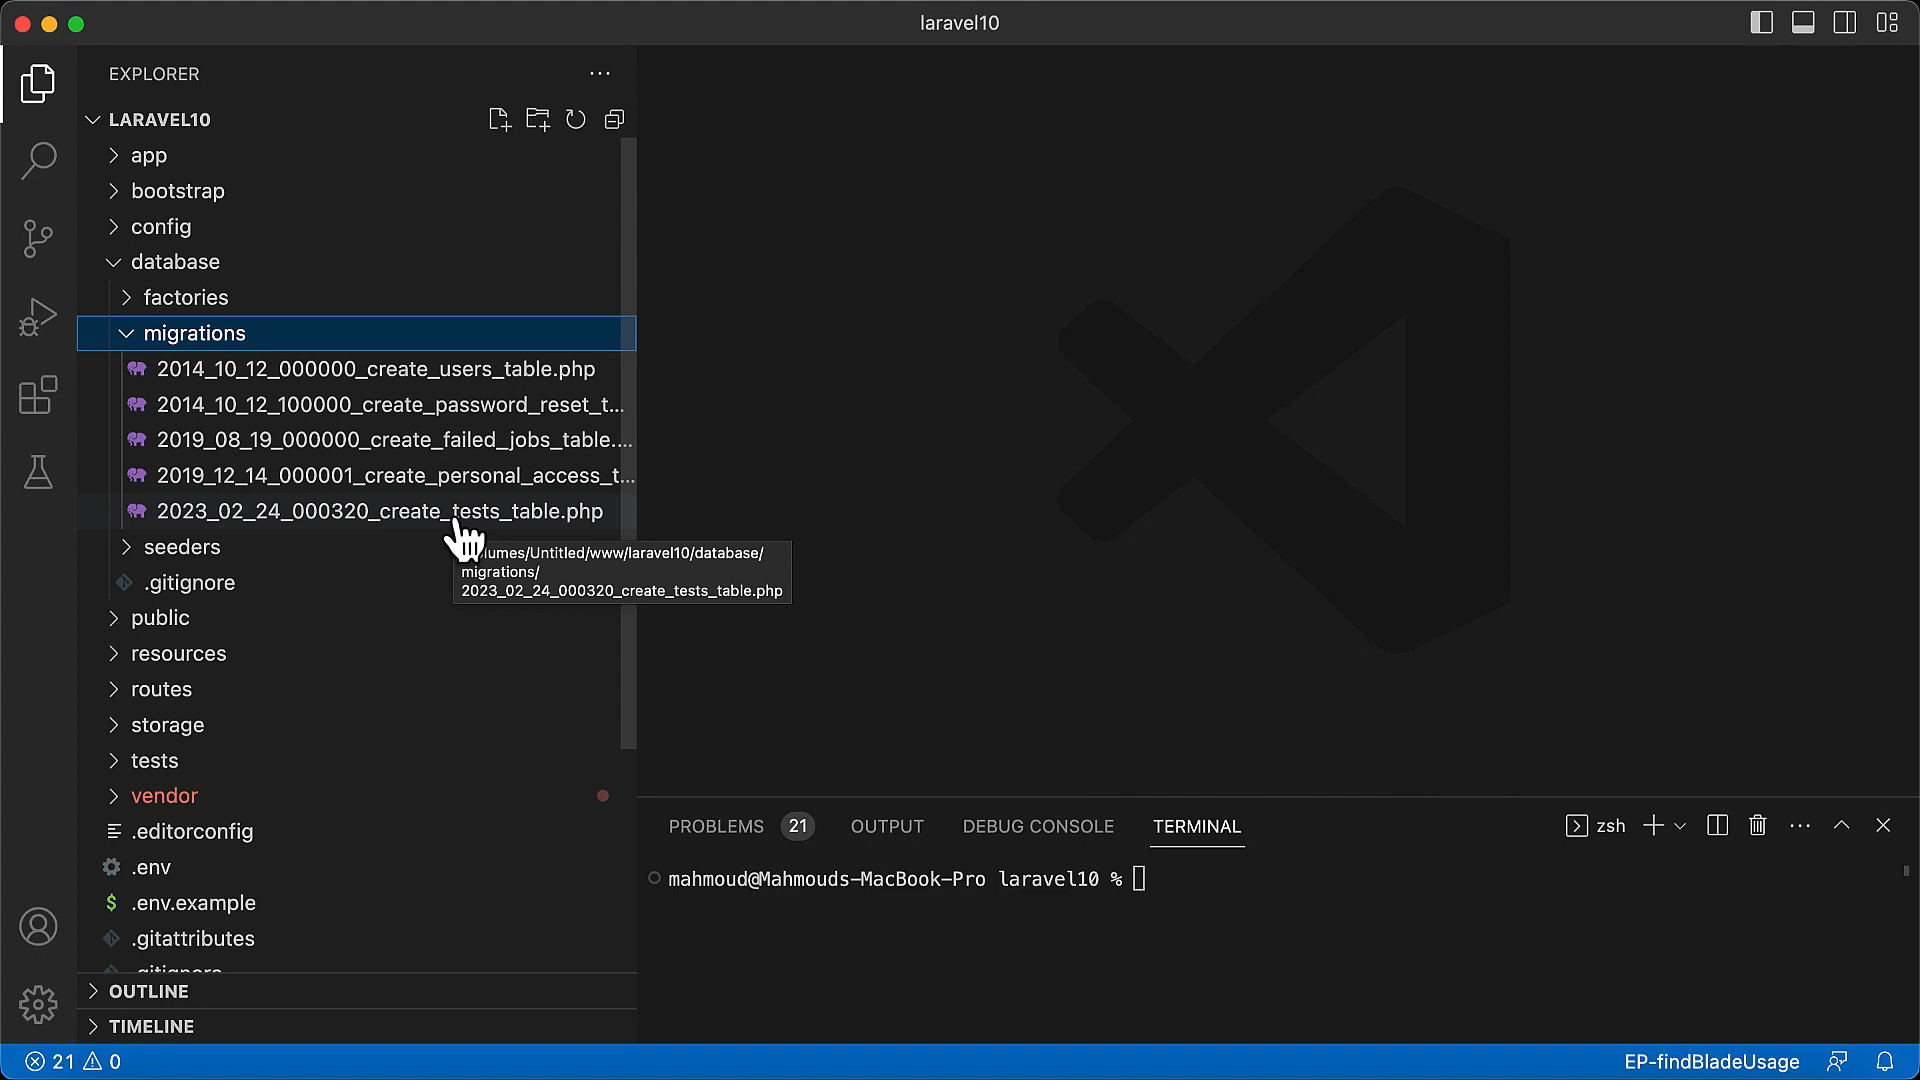 laravel10
EXPLORER
LARAVEL10
app
bootstrap
config
database
factories
migrations
2014_10_12_000000_create_users_table.php
2014_10_12_100000_create_password_reset_t...
2019_08_19_000000_create_failed_jobs_table....
2019_12_14_000001_create_personal_access_t...
2023_02_24_000320_create_tests_table.php
seeders
lumes/Untitled/www/laravel10/database/
migrations/
2023_02_24_000320_create_tests_table.php
.gitignore
public
resources
routes
storage
tests
vendor
.editorconfig
.env
.env.example
.gitattributes
.gitignore
OUTLINE
TIMELINE
PROBLEMS 21 OUTPUT DEBUG CONSOLE TERMINAL zsh
mahmoud@Mahmouds-MacBook-Pro laravel10 %
21 0 EP-findBladeUsage